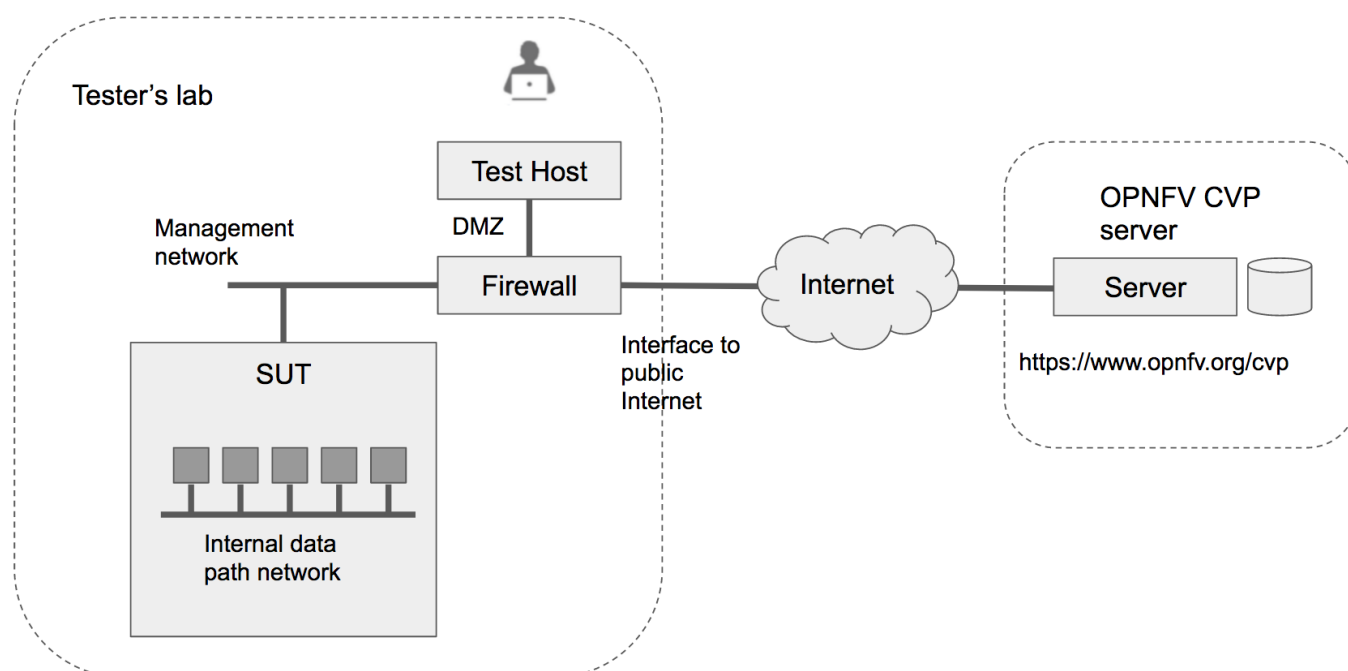 Tester’s lab
Test Host
DMZ
Management
network
Firewall
Internet
OPNFV CVP
server
Server
https://www.opnfv.org/cvp
Interface to
public
Internet
SUT
Internal data
path network